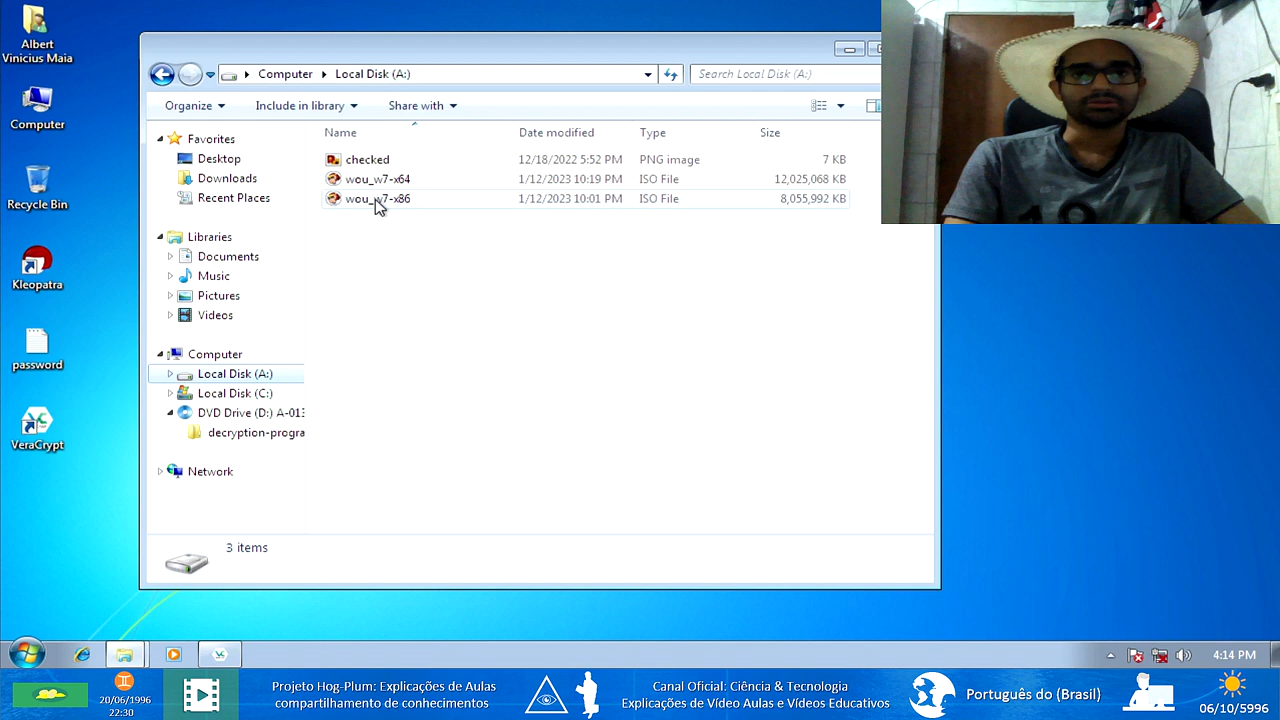 Albert
Vinicius Maia
Computer
Recycle Bin
Kleopatra
password
VeraCrypt
Computer Local Disk (A:)
Search Local Disk (A:)
Organize Include in library Share with
Name Date modified Type Size
checked 12/18/2022 5:52 PM PNG image 7 KB
wou_w7-x64 1/12/2023 10:19 PM ISO File 12,025,068 KB
wou_w7-x86 1/12/2023 10:01 PM ISO File 8,055,992 KB
Favorites
Desktop
Downloads
Recent Places
Libraries
Documents
Music
Pictures
Videos
Computer
Local Disk (A:)
Local Disk (C:)
DVD Drive (D:) A-013
decryption-progra
Network
3 items
4:14 PM
20/06/1996
22:30
Projeto Hog-Plum: Explicações de Aulas
compartilhamento de conhecimentos
Canal Oficial: Ciência & Tecnologia
Explicações de Vídeo Aulas e Vídeos Educativos
Português do (Brasil)
06/10/5996